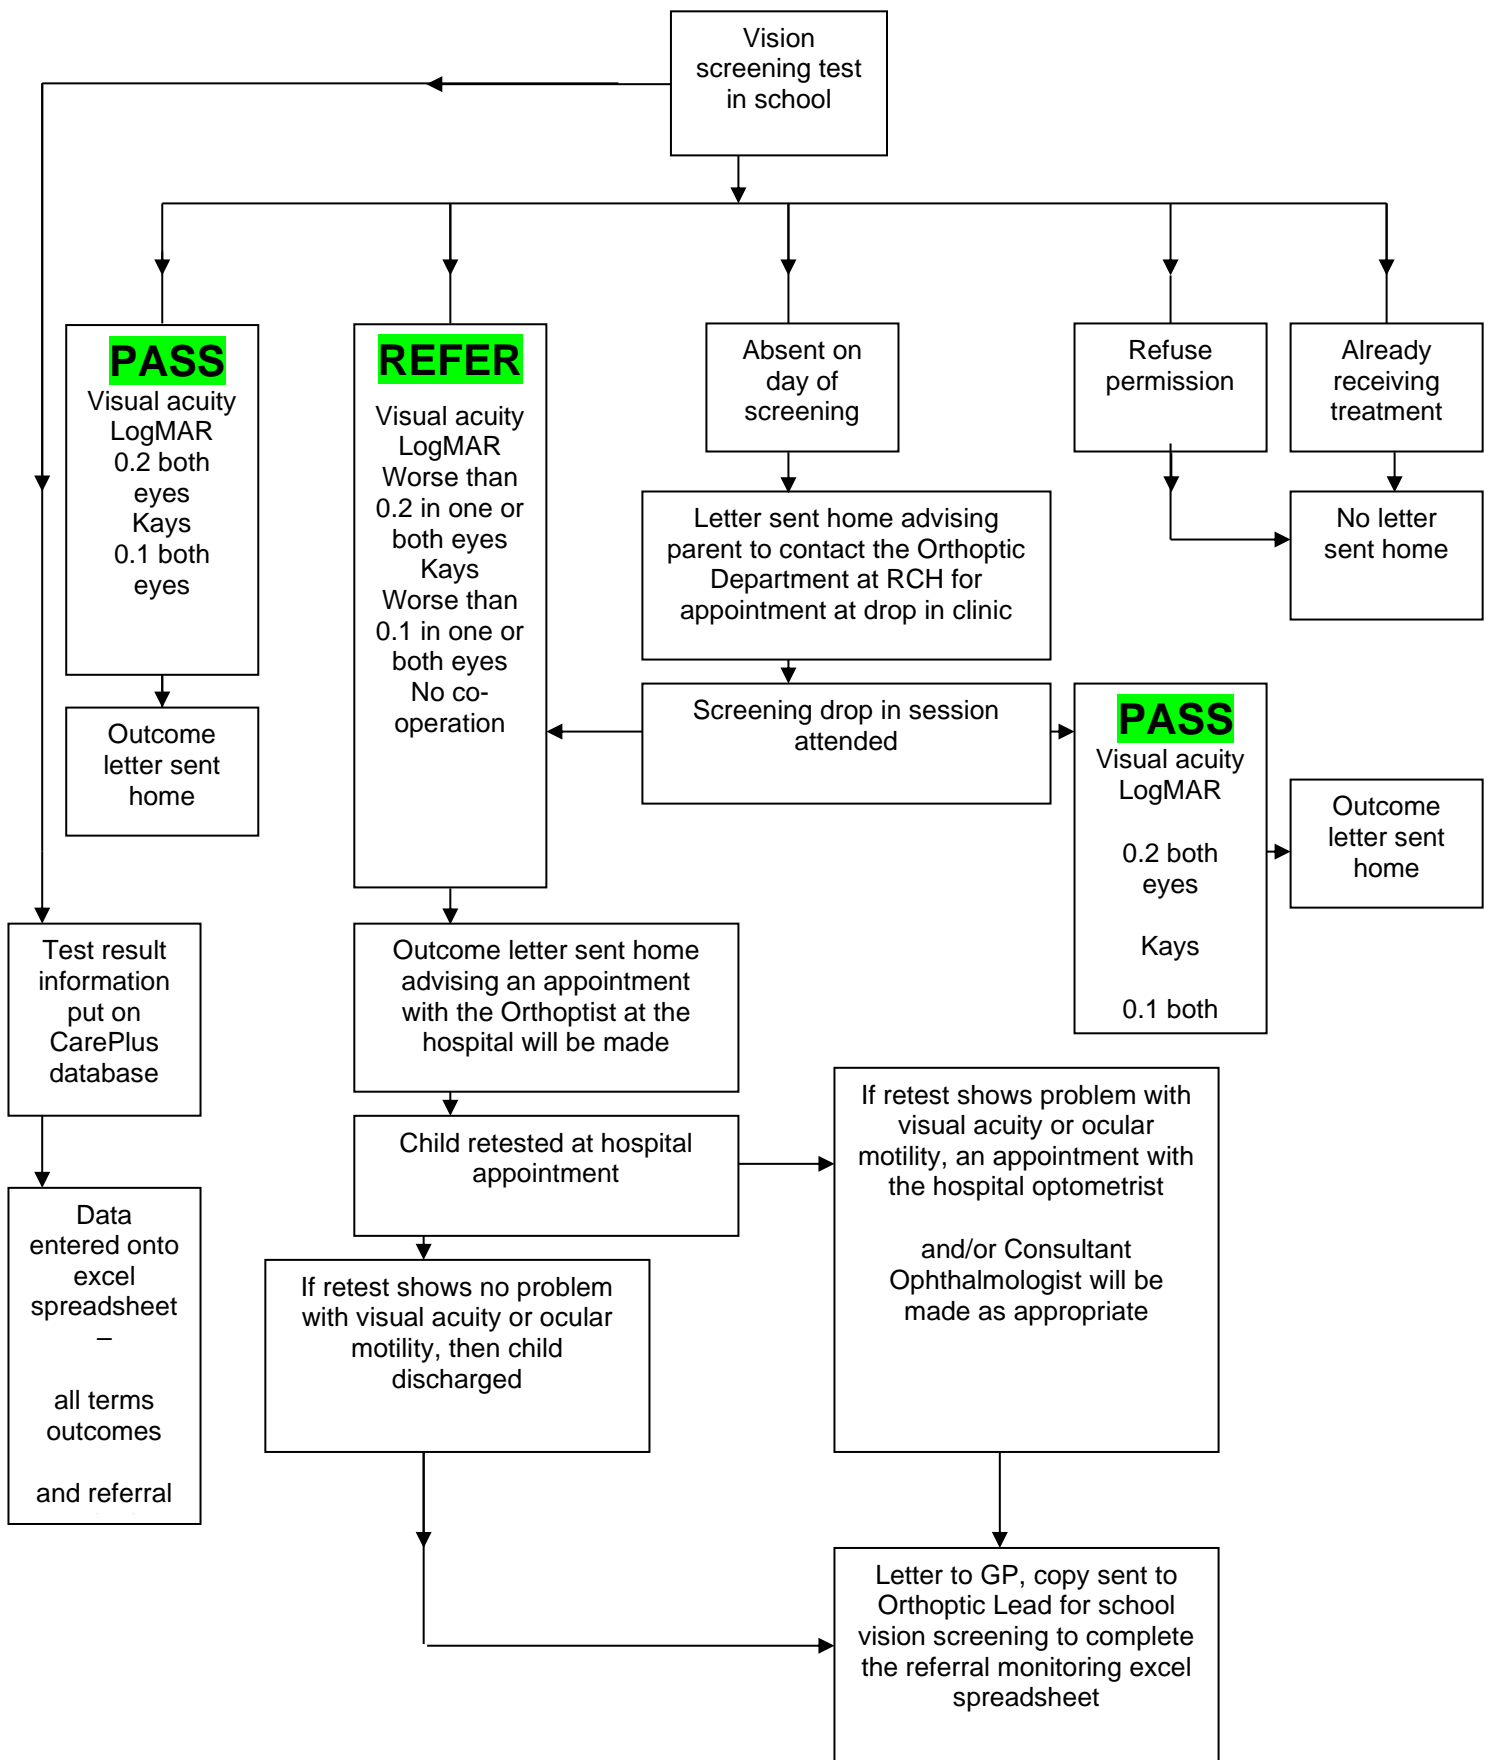 Vision
screening test
in school
PASS
Visual acuity
LogMAR
0.2 both
eyes
Kays
0.1 both
eyes
Outcome
letter sent
home
REFER
Visual acuity
LogMAR
Worse than
0.2 in one or
both eyes
Kays
Worse than
0.1 in one or
both eyes
No co-
operation
Absent on
day of
screening
Refuse
permission
Already
receiving
treatment
Letter sent home advising
parent to contact the Orthoptic
Department at RCH for
appointment at drop in clinic
No letter
sent home
Screening drop in session
attended
PASS
Visual acuity
LogMAR
0.2 both
eyes
Kays
0.1 both
Outcome
letter sent
home
Test result
information
put on
CarePlus
database
Data
entered onto
excel
spreadsheet
–
all terms
outcomes
and referral
Outcome letter sent home
advising an appointment
with the Orthoptist at the
hospital will be made
Child retested at hospital
appointment
If retest shows no problem
with visual acuity or ocular
motility, then child
discharged
If retest shows problem with
visual acuity or ocular
motility, an appointment with
the hospital optometrist
and/or Consultant
Ophthalmologist will be
made as appropriate
Letter to GP, copy sent to
Orthoptic Lead for school
vision screening to complete
the referral monitoring excel
spreadsheet